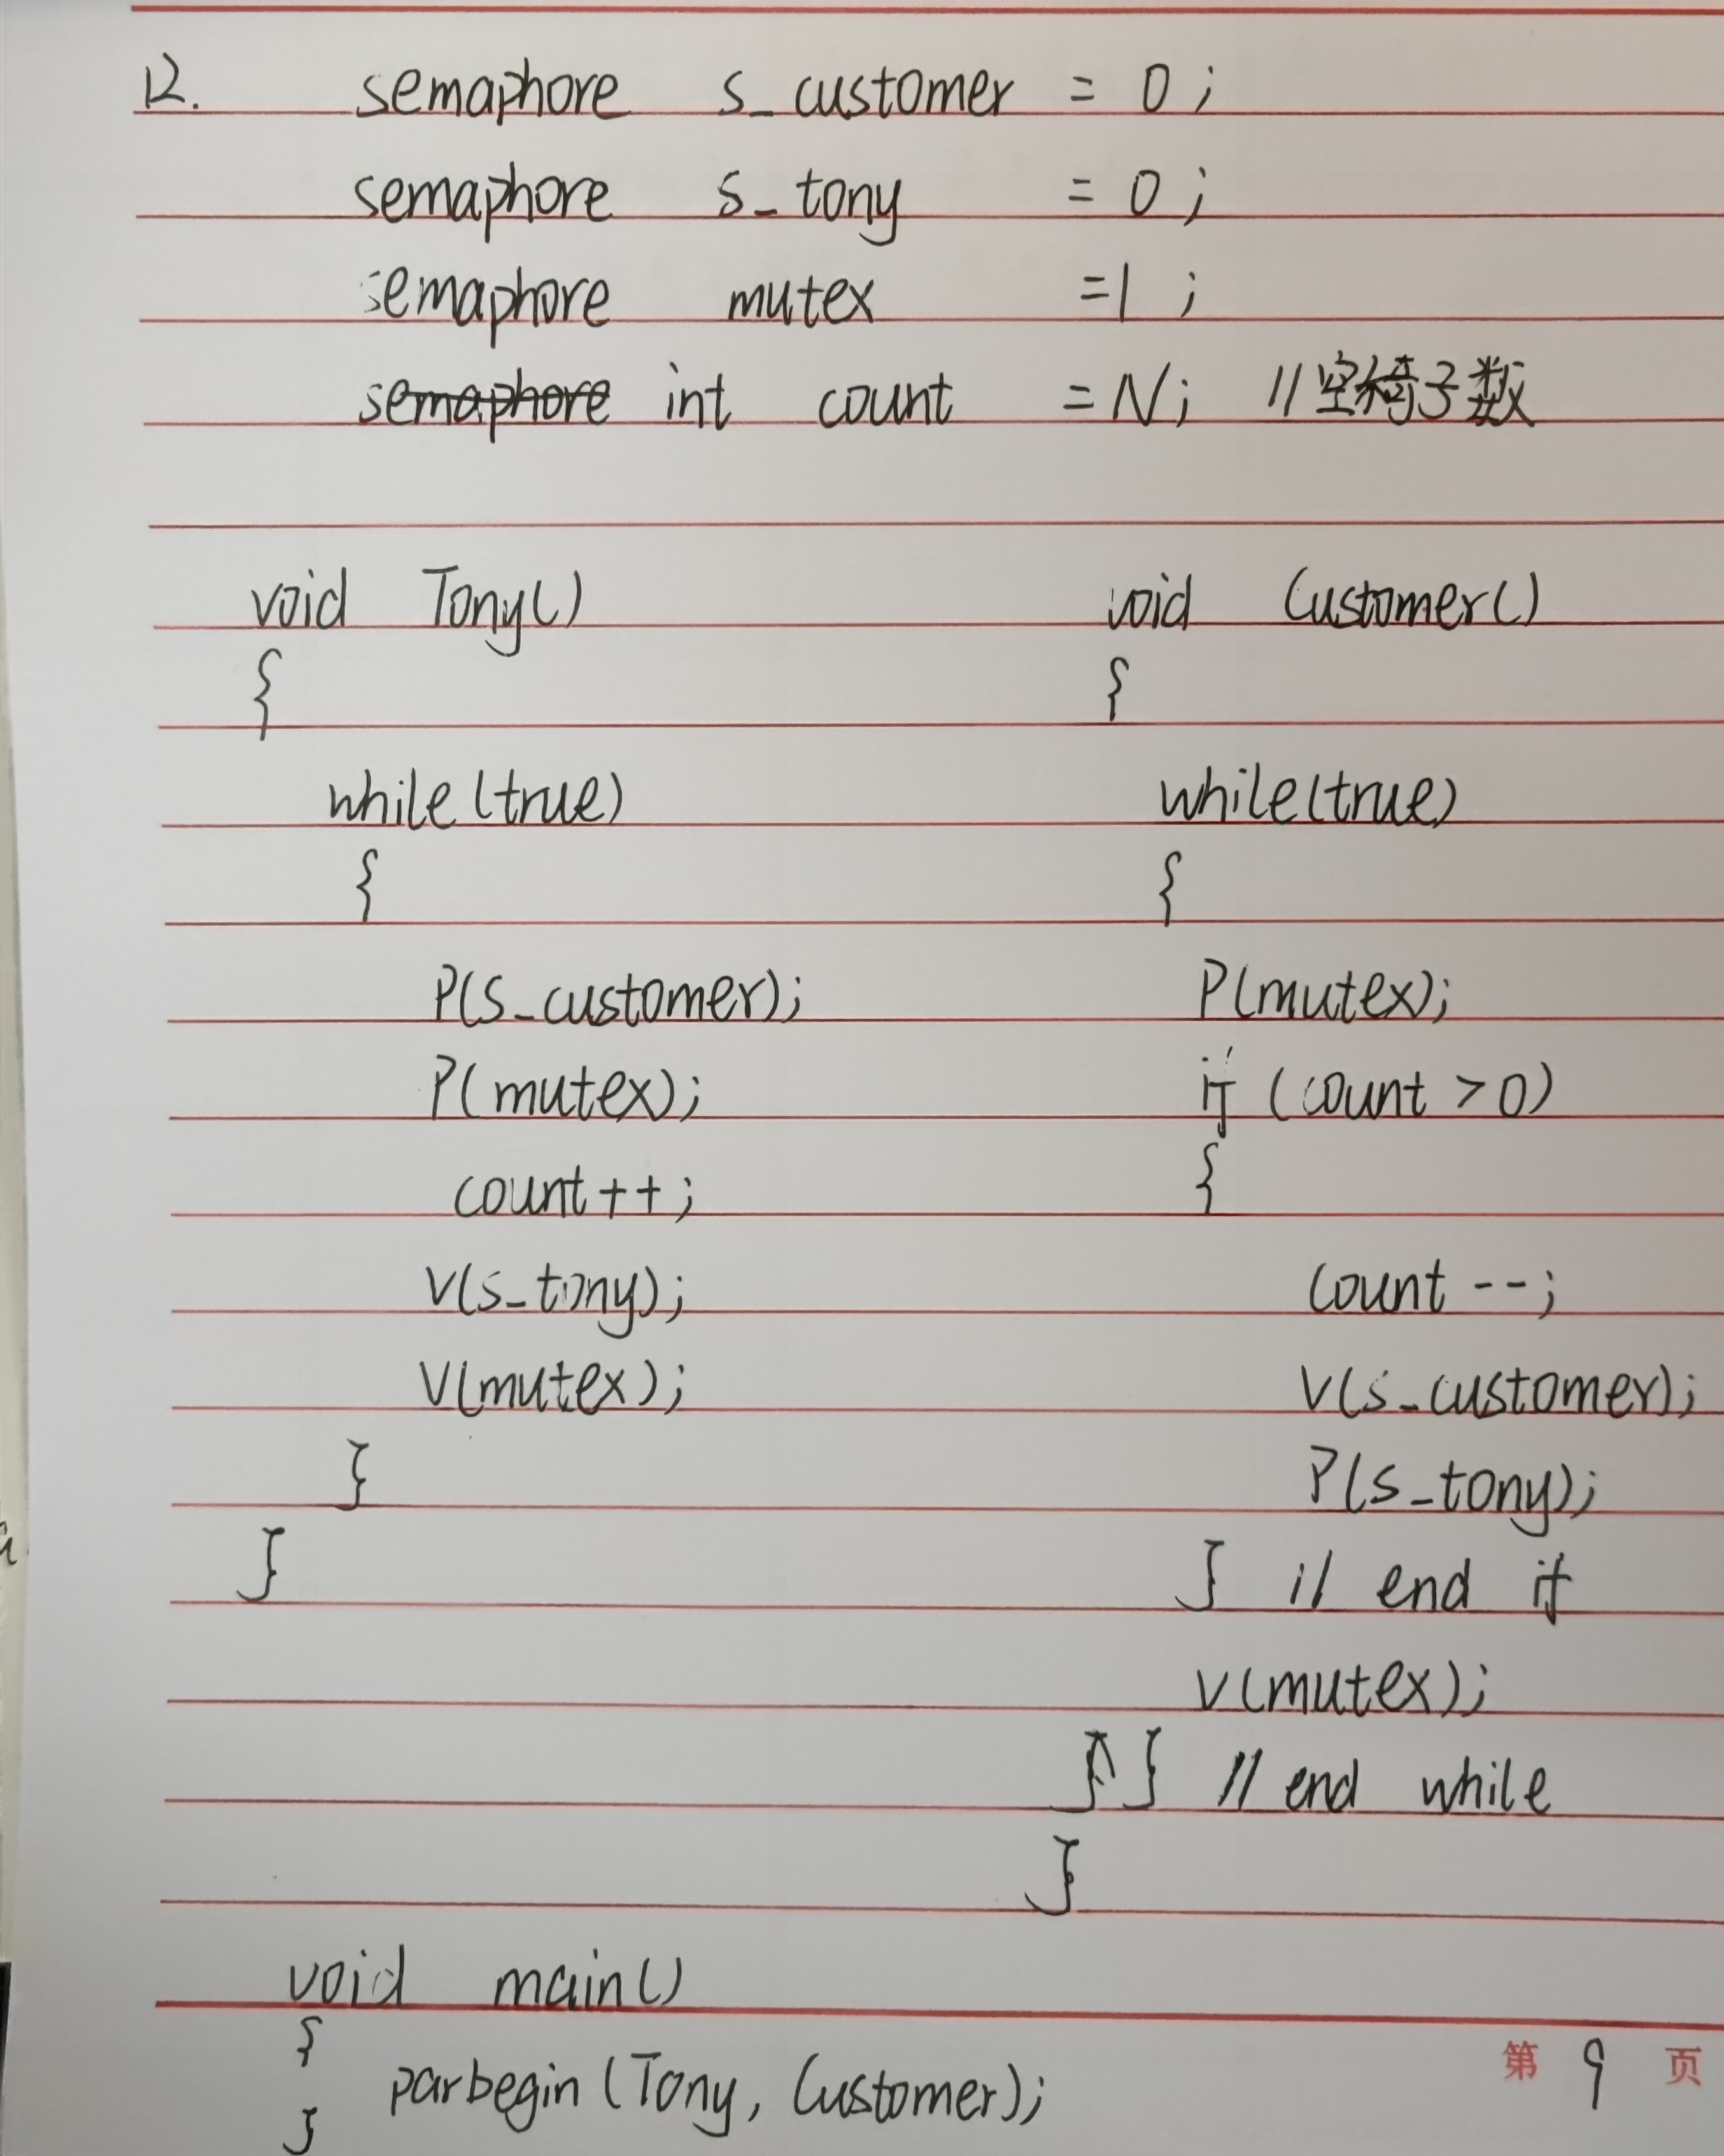 12. semaphore s_customer = 0;
semaphore s_tony = 0;
semaphore mutex =1;
semaphore int count =N; //空椅子数
void Tony()
{
while(true)
{
P(s_customer);
P(mutex);
count++;
V(s_tony);
V(mutex);
}
}
void Customer()
{
while(true)
{
P(mutex);
if (count >0)
{
count --;
V(s_customer);
P(s_tony);
} // end if
V(mutex);
} // end while
}
void main()
{
parbegin (Tony, Customer);
}
第 9 页